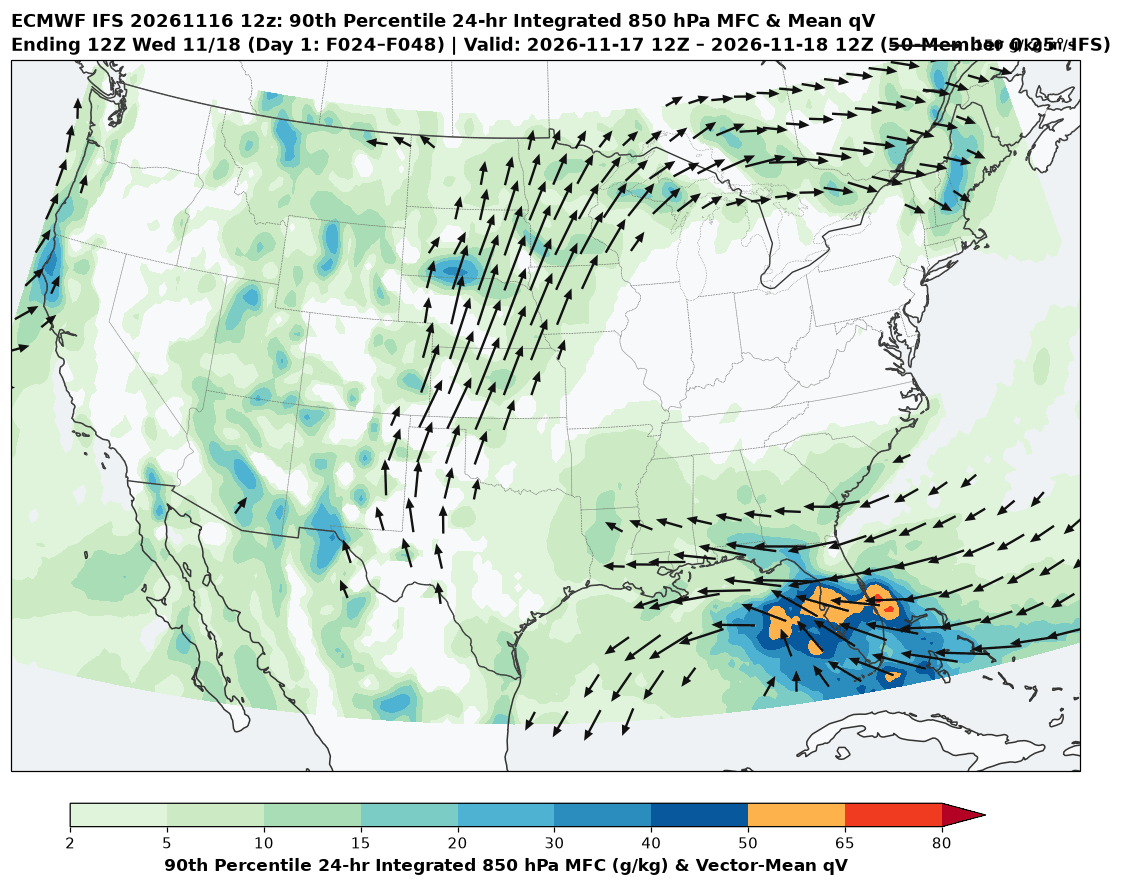 ECMWF IFS 20261116 12z: 90th Percentile 24-hr Integrated 850 hPa MFC & Mean qV
Ending 12Z Wed 11/18 (Day 1: F024–F048) | Valid: 2026-11-17 12Z – 2026-11-18 12Z (50-Member 0.25° IFS)
2 5 10 15 20 30 40 50 65 80
90th Percentile 24-hr Integrated 850 hPa MFC (g/kg) & Vector-Mean qV